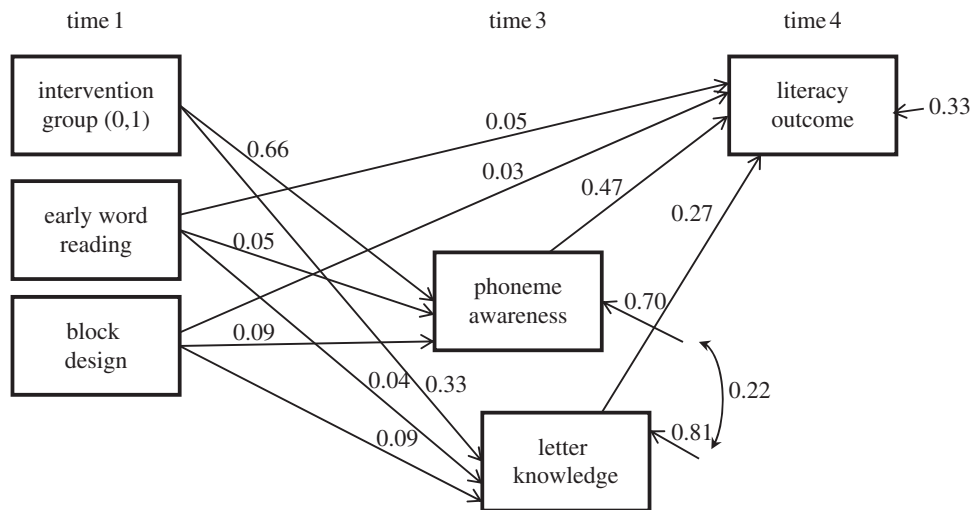 time 1
time 3
time 4
intervention
group (0,1)
literacy
outcome
0.33
0.05
0.66
0.03
0.47
early word
reading
0.27
0.05
phoneme
awareness
0.70
block
design
0.09
0.04
0.33
0.22
0.09
0.81
letter
knowledge